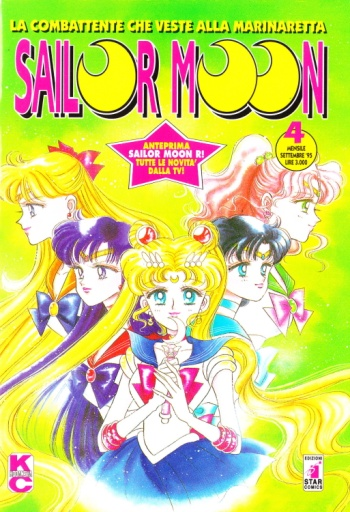 LA COMBATTENTE CHE VESTE ALLA MARINARETTA
SAILOR MOON
4
MENSILE
SETTEMBRE '95
LIRE 3.000
ANTEPRIMA
SAILOR MOON R!
TUTTE LE NOVITA'
DALLA TV!
K
C
EDIZIONI
STAR
COMICS